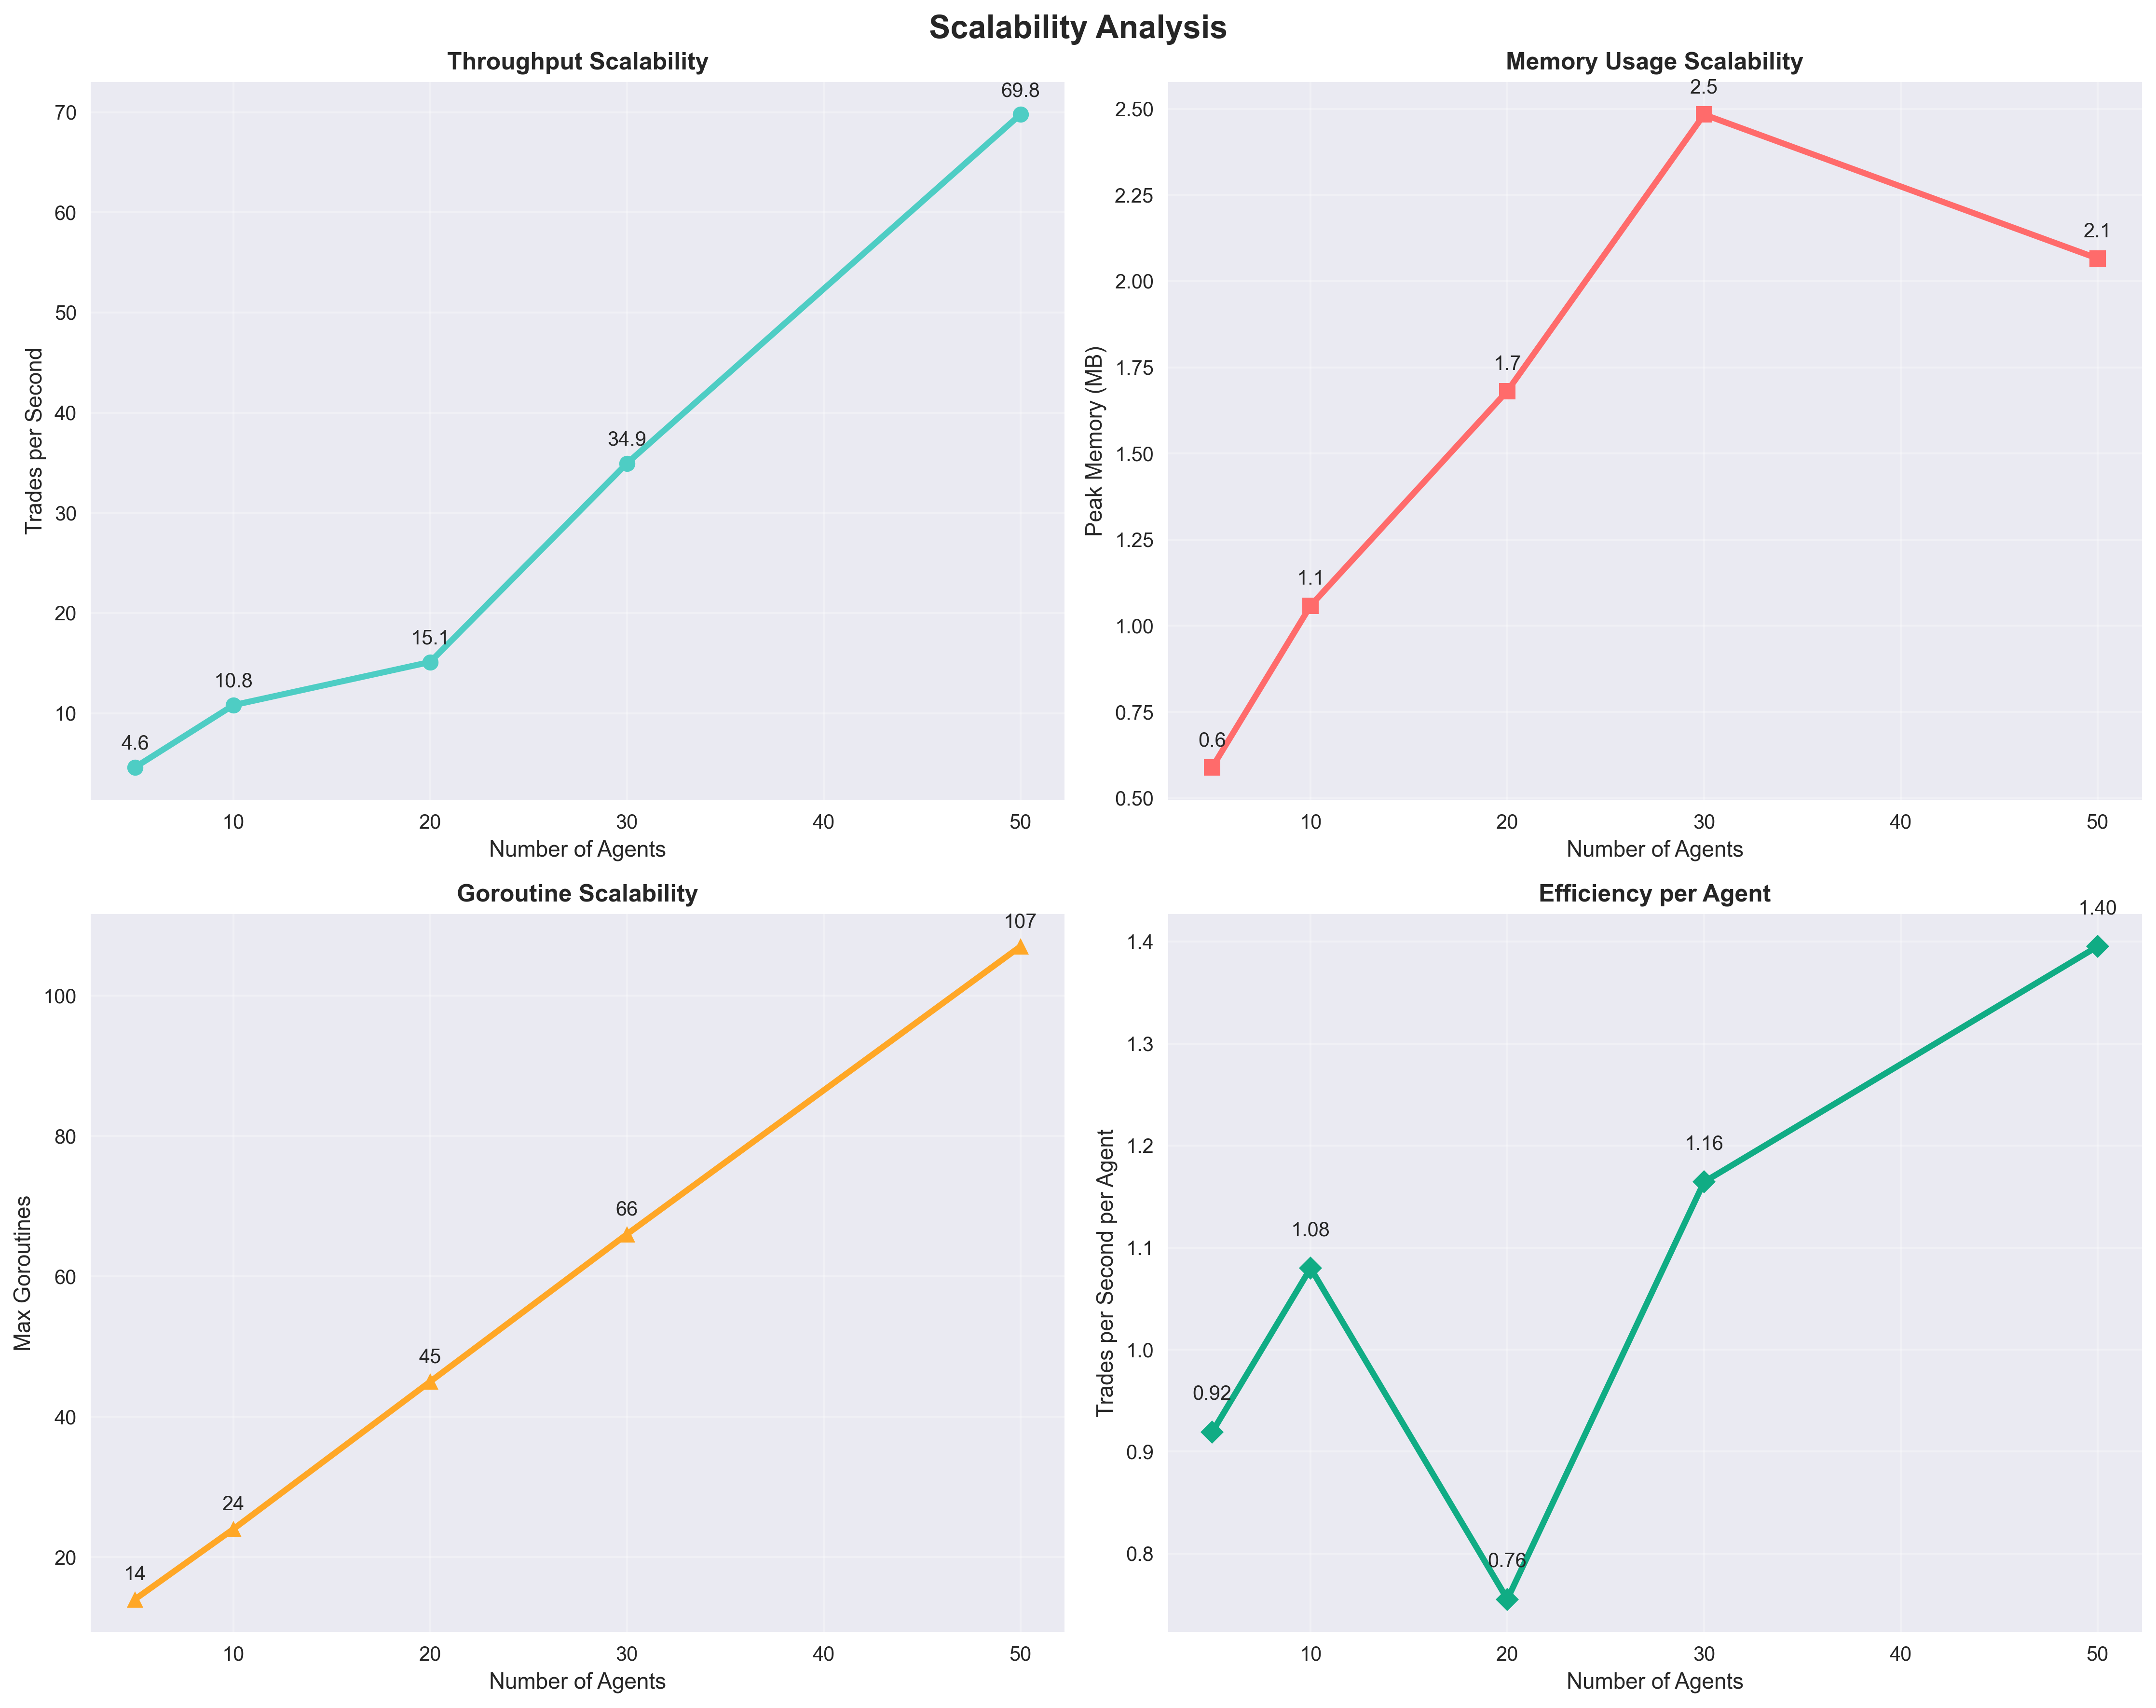 Scalability Analysis
Throughput Scalability
69.8
70
60
50
40
34.9
30
20
15.1
10.8
10
4.6
Trades per Second
10 20 30 40 50
Number of Agents
Memory Usage Scalability
2.5
2.50
2.25
2.1
2.00
1.7
1.75
1.50
1.25
1.1
1.00
0.75
0.6
0.50
Peak Memory (MB)
10 20 30 40 50
Number of Agents
Goroutine Scalability
107
100
80
66
60
45
40
24
20
14
Max Goroutines
10 20 30 40 50
Number of Agents
Efficiency per Agent
1.40
1.4
1.3
1.2
1.16
1.1
1.08
1.0
0.92
0.9
0.8
0.76
Trades per Second per Agent
10 20 30 40 50
Number of Agents